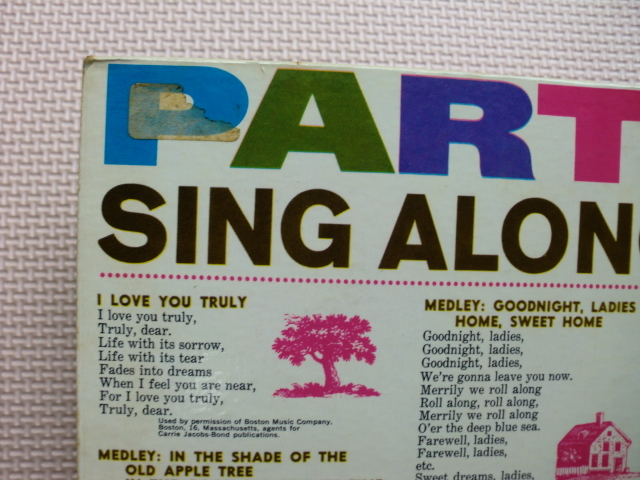 PART
SING ALON
I LOVE YOU TRULY
I love you truly,
Truly, dear.
Life with its sorrow,
Life with its tear
Fades into dreams
When I feel you are near,
For I love you truly,
Truly, dear.
Used by permission of Boston Music Company,
Boston, 16, Massachusetts, agents for
Carrie Jacobs-Bond publications.
MEDLEY: IN THE SHADE OF THE
OLD APPLE TREE
MEDLEY: GOODNIGHT, LADIES
HOME, SWEET HOME
Goodnight, ladies,
Goodnight, ladies,
Goodnight, ladies,
We're gonna leave you now.
Merrily we roll along
Roll along, roll along,
Merrily we roll along
O'er the deep blue sea.
Farewell, ladies,
Farewell, ladies,
etc.
Sweet dreams, ladies,